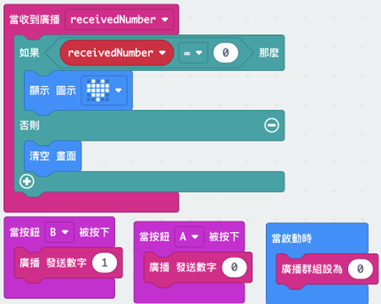 當收到廣播 receivedNumber
如果 receivedNumber = 0 那麼
顯示 圖示
否則
清空 畫面
當按鈕 B 被按下
廣播 發送數字 1
當按鈕 A 被按下
廣播 發送數字 0
當啟動時
廣播群組設為 0